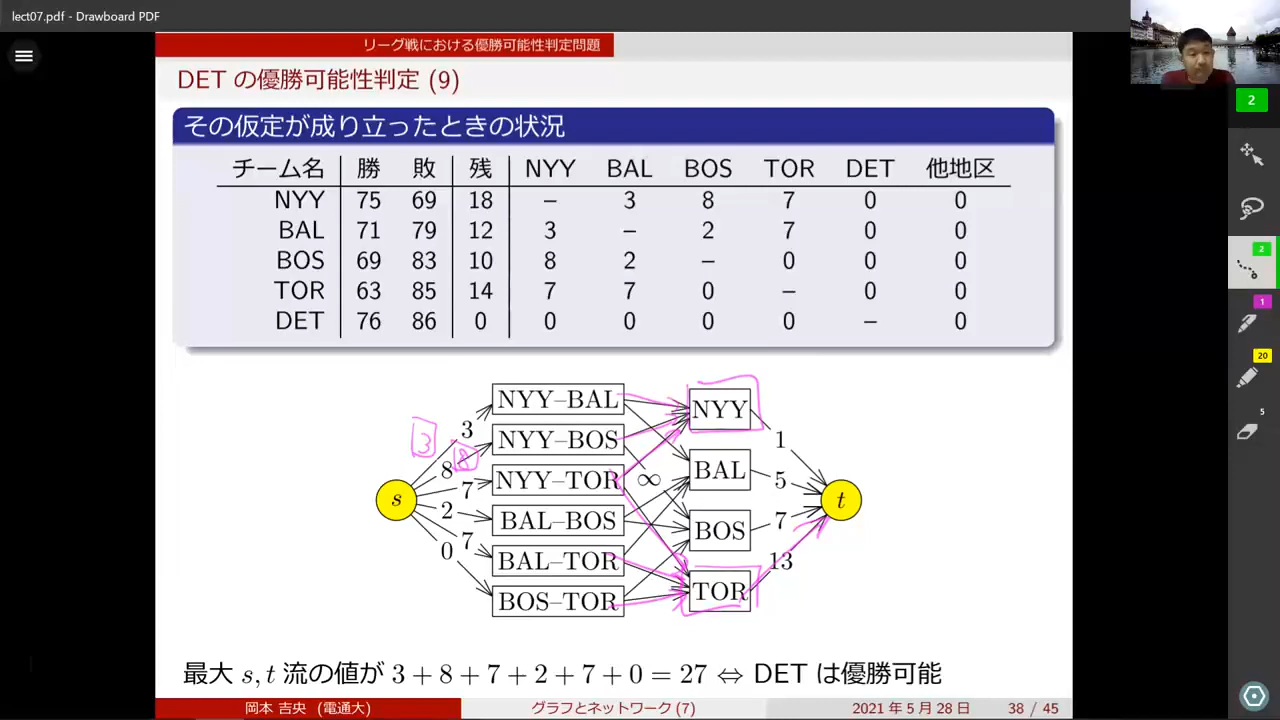 lect07.pdf - Drawboard PDF
リーグ戦における優勝可能性判定問題
DET の優勝可能性判定 (9)
その仮定が成り立ったときの状況
チーム名 勝 敗 残 NYY BAL BOS TOR DET 他地区
NYY 75 69 18 – 3 8 7 0 0
BAL 71 79 12 3 – 2 7 0 0
BOS 69 83 10 8 2 – 0 0 0
TOR 63 85 14 7 7 0 – 0 0
DET 76 86 0 0 0 0 0 – 0
NYY–BAL
NYY–BOS
NYY–TOR
BAL–BOS
BAL–TOR
BOS–TOR
NYY
BAL
BOS
TOR
s
t
3
8
7
2
7
0
3
8
∞
1
5
7
13
最大 s, t 流の値が 3 + 8 + 7 + 2 + 7 + 0 = 27 ⇔ DET は優勝可能
岡本 吉央 (電通大) グラフとネットワーク (7) 2021 年 5 月 28 日 38 / 45
2
2
1
20
5